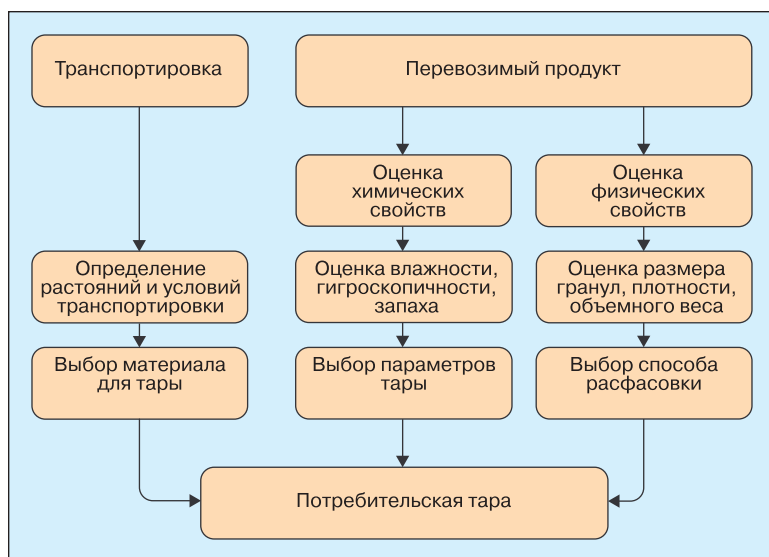 Транспортировка
Перевозимый продукт
Оценка
химических
свойств
Оценка
физических
свойств
Определение
растояний и условий
транспортировки
Оценка влажности,
гигроскопичности,
запаха
Оценка размера
гранул, плотности,
объемного веса
Выбор материала
для тары
Выбор параметров
тары
Выбор способа
расфасовки
Потребительская тара